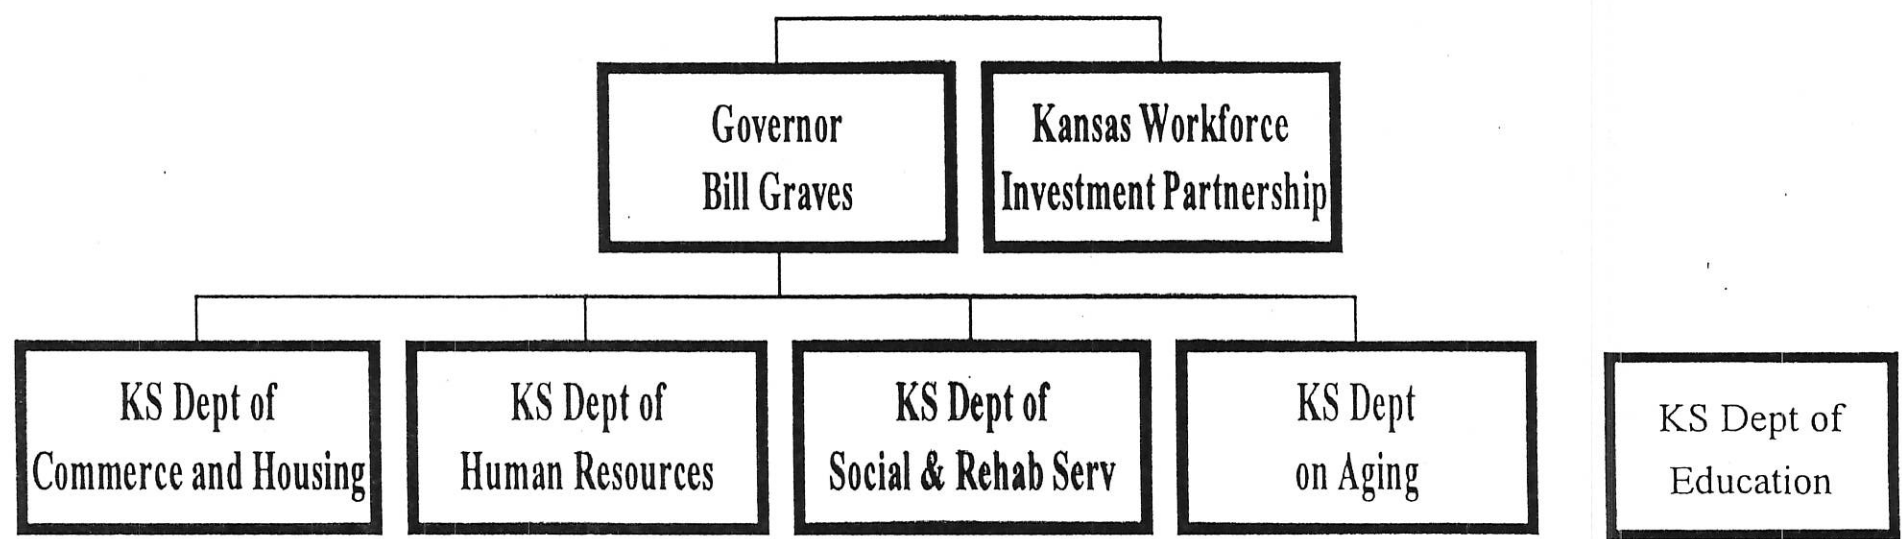 Governor
Bill Graves
Kansas Workforce
Investment Partnership
KS Dept of
Commerce and Housing
KS Dept of
Human Resources
KS Dept of
Social & Rehab Serv
KS Dept
on Aging
KS Dept of
Education